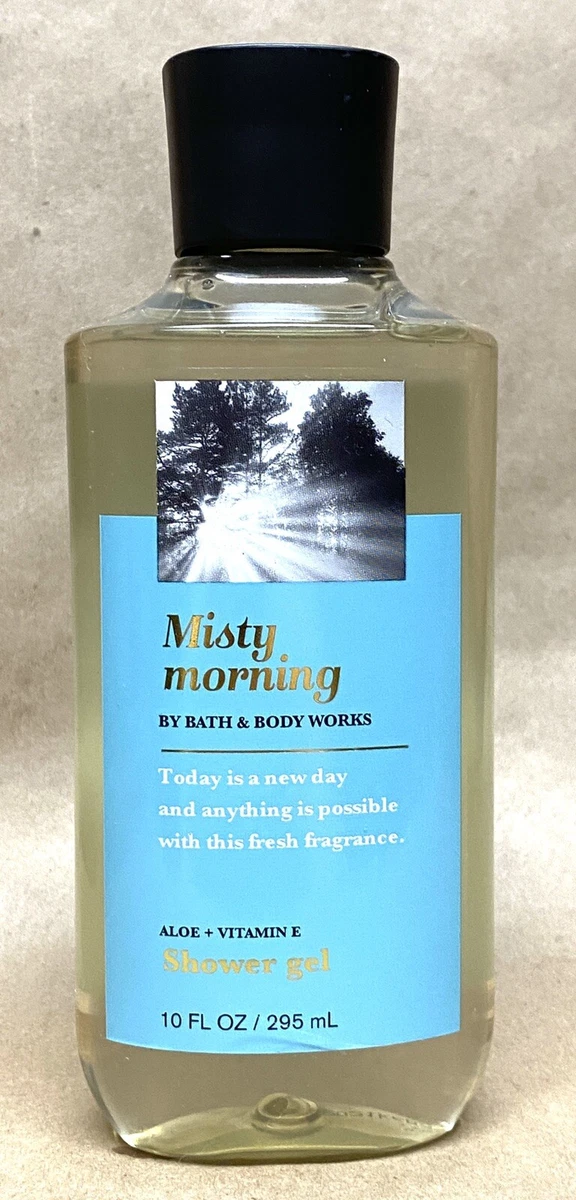 Misty
morning
BY BATH & BODY WORKS
Today is a new day
and anything is possible
with this fresh fragrance.
ALOE + VITAMIN E
Shower gel
10 FL OZ / 295 mL